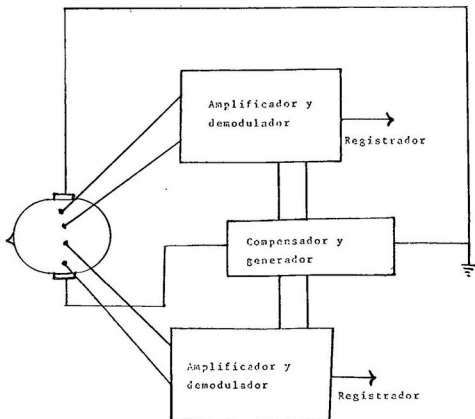 Amplificador y
demodulador
Registrador
Compensador y
generador
Amplificador y
demodulador
Registrador